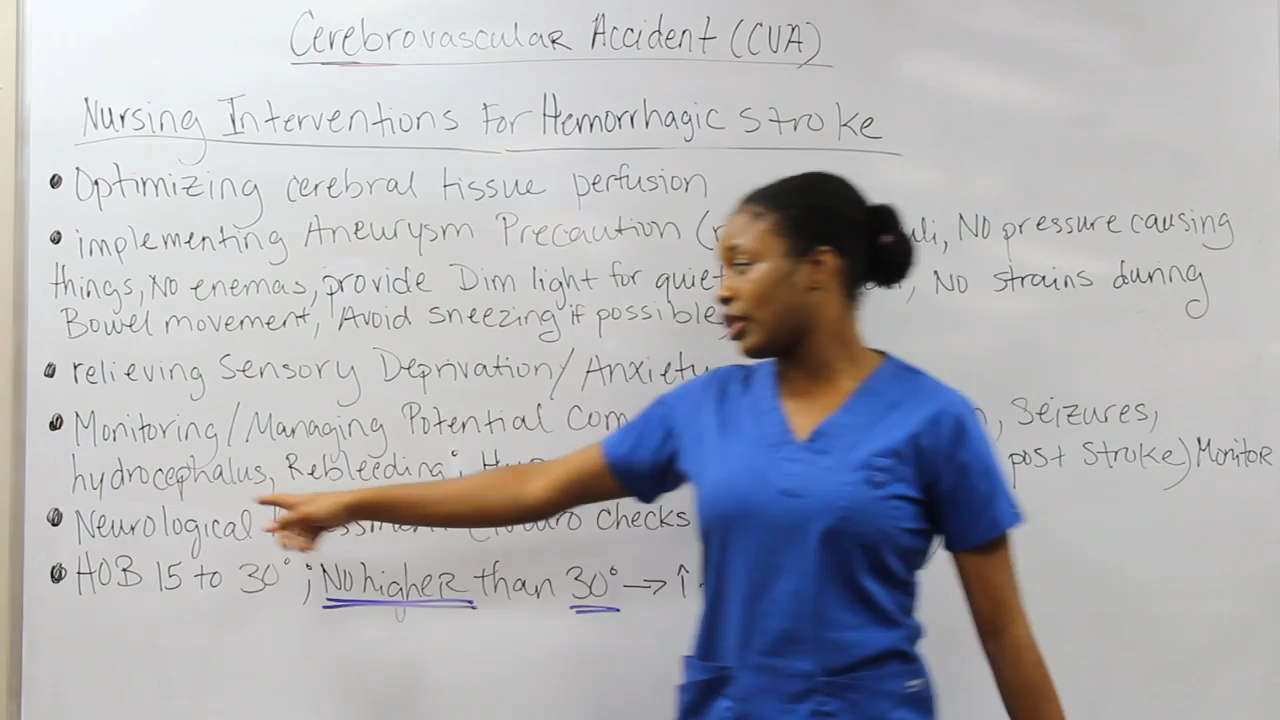 Cerebrovascular Accident (CVA)
Nursing Interventions For Hemorrhagic Stroke
• Optimizing cerebral tissue perfusion
• implementing Aneurysm Precaution ( No pressure causing
things, No enemas, provide Dim light for quiet No strains during
Bowel movement, Avoid sneezing if possible
• relieving Sensory Deprivation/Anxiety
• Monitoring/Managing Potential Seizures,
hydrocephalus, Rebleeding; post Stroke) Monitor
• Neurological checks
• HOB 15 to 30°; No higher than 30° → ↑